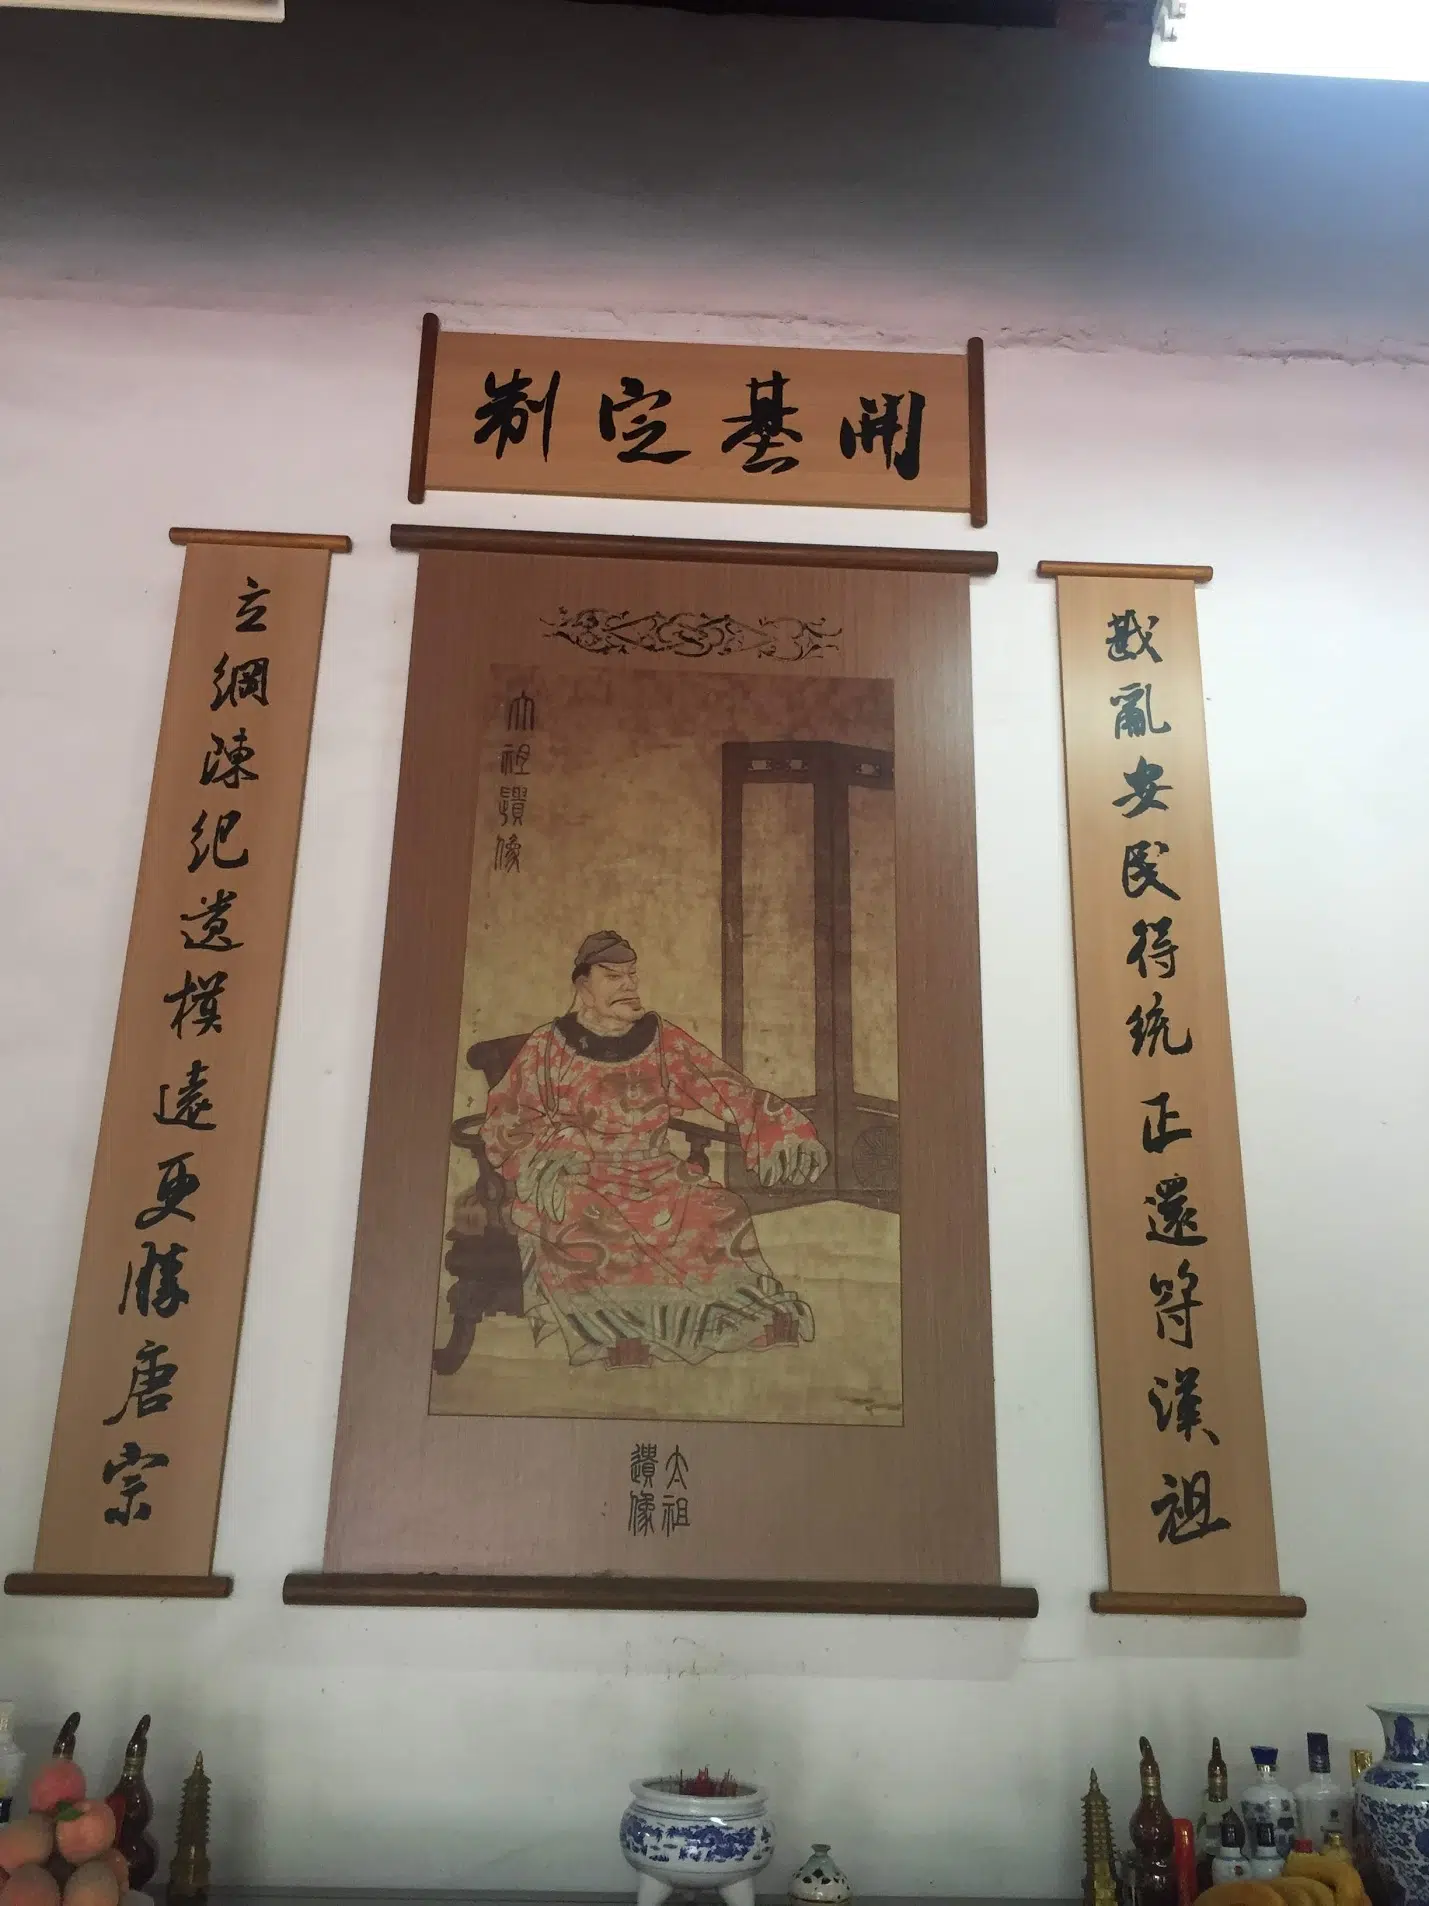 開基定制
戡亂安民得統正還符漢祖
立綱陳紀遺模遠更勝唐宗
太祖遺像
太祖
遺像